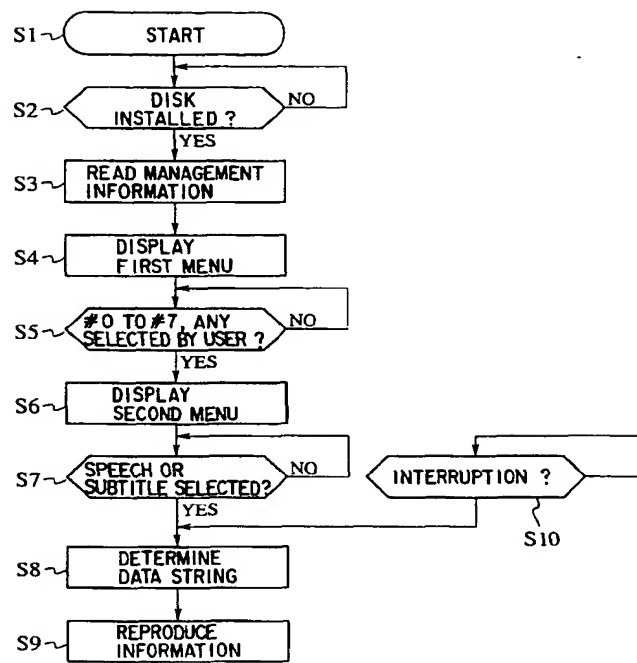 S1
START
S2
DISK
INSTALLED ?
NO
YES
S3
READ MANAGEMENT
INFORMATION
S4
DISPLAY
FIRST MENU
S5
#0 TO #7, ANY
SELECTED BY USER ?
NO
YES
S6
DISPLAY
SECOND MENU
S7
SPEECH OR
SUBTITLE SELECTED?
NO
YES
INTERRUPTION ?
S10
S8
DETERMINE
DATA STRING
S9
REPRODUCE
INFORMATION